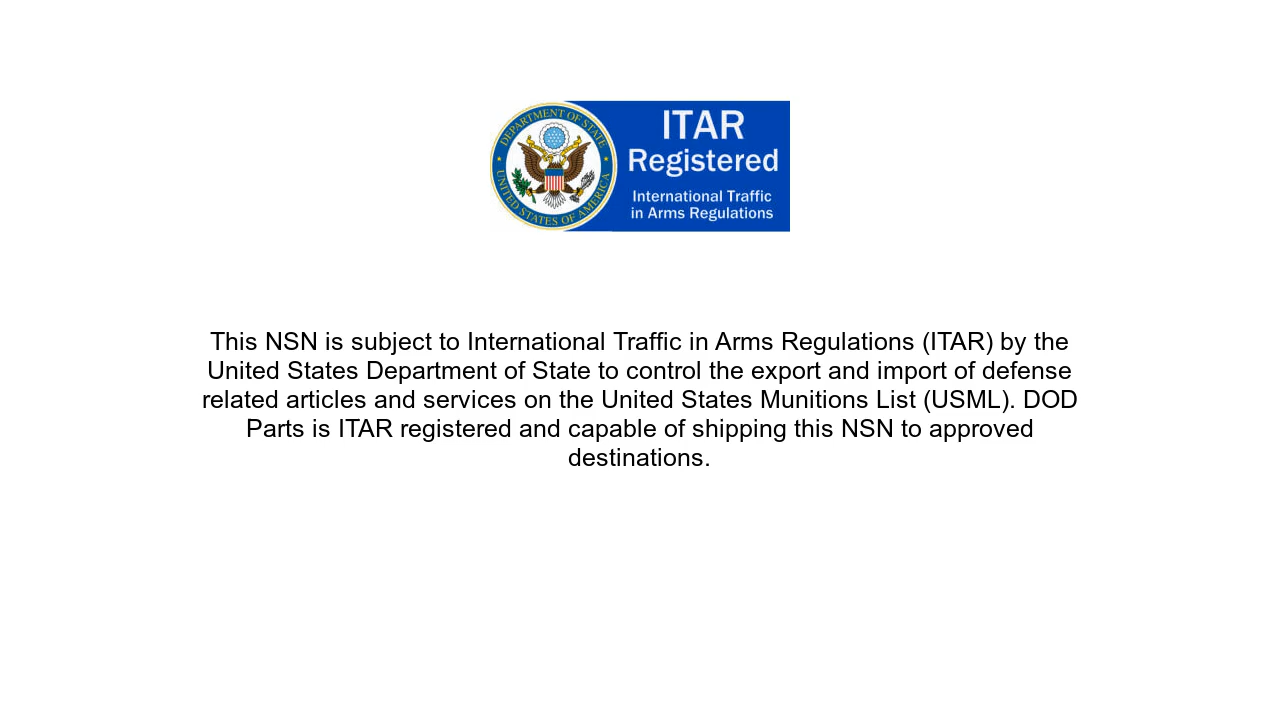 DEPARTMENT OF STATE
UNITED STATES OF AMERICA
ITAR
Registered
International Traffic
in Arms Regulations
This NSN is subject to International Traffic in Arms Regulations (ITAR) by the
United States Department of State to control the export and import of defense
related articles and services on the United States Munitions List (USML). DOD
Parts is ITAR registered and capable of shipping this NSN to approved
destinations.